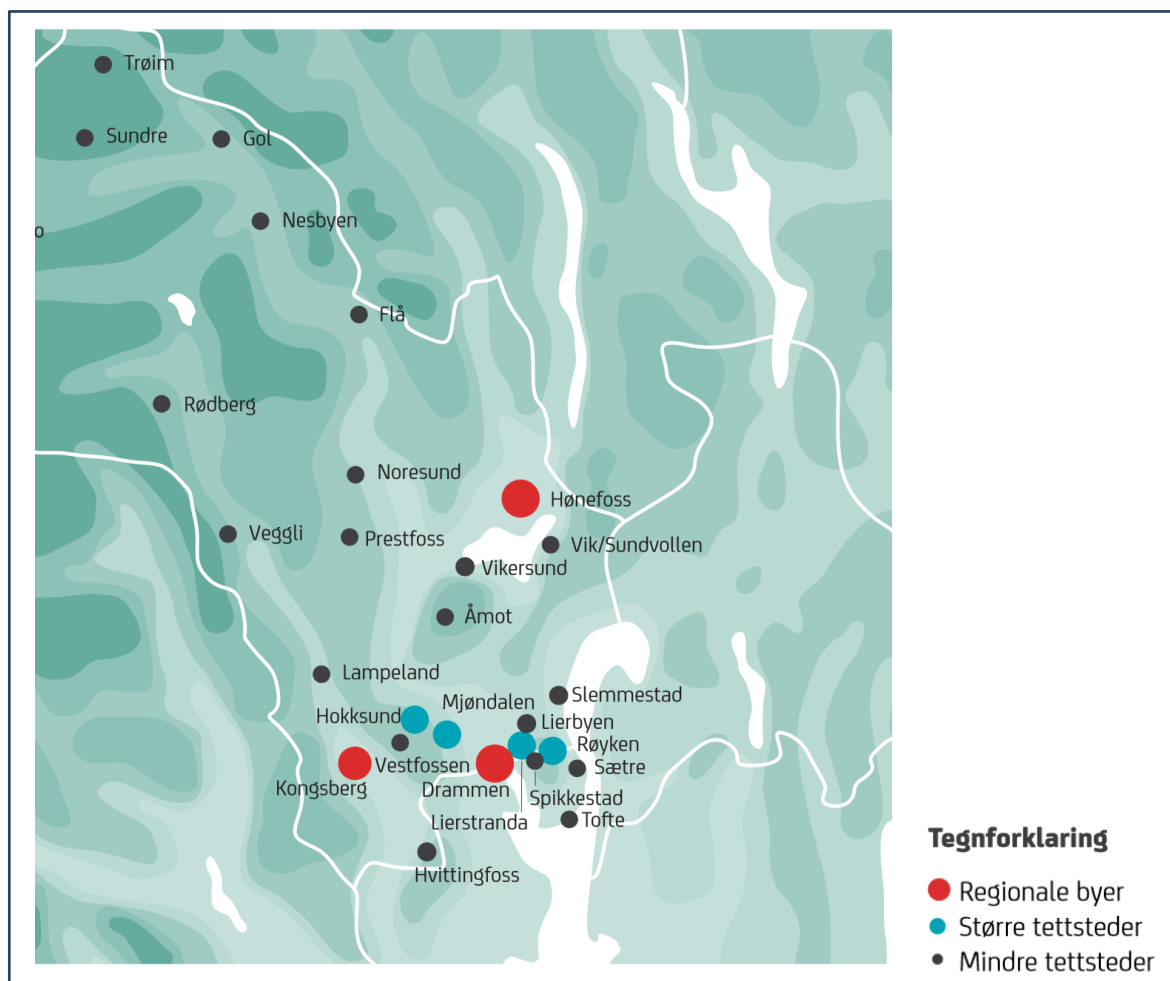 Trøim
Sundre
Gol
Nesbyen
o
Flå
Rødberg
Noresund
Hønefoss
Veggli
Prestfoss
Vik/Sundvollen
Vikersund
Åmot
Lampeland
Slemmestad
Mjøndalen
Hokksund
Lierbyen
Røyken
Vestfossen
Sætre
Kongsberg
Drammen
Spikkestad
Tofte
Lierstranda
Hvittingfoss
Tegnforklaring
Regionale byer
Større tettsteder
Mindre tettsteder